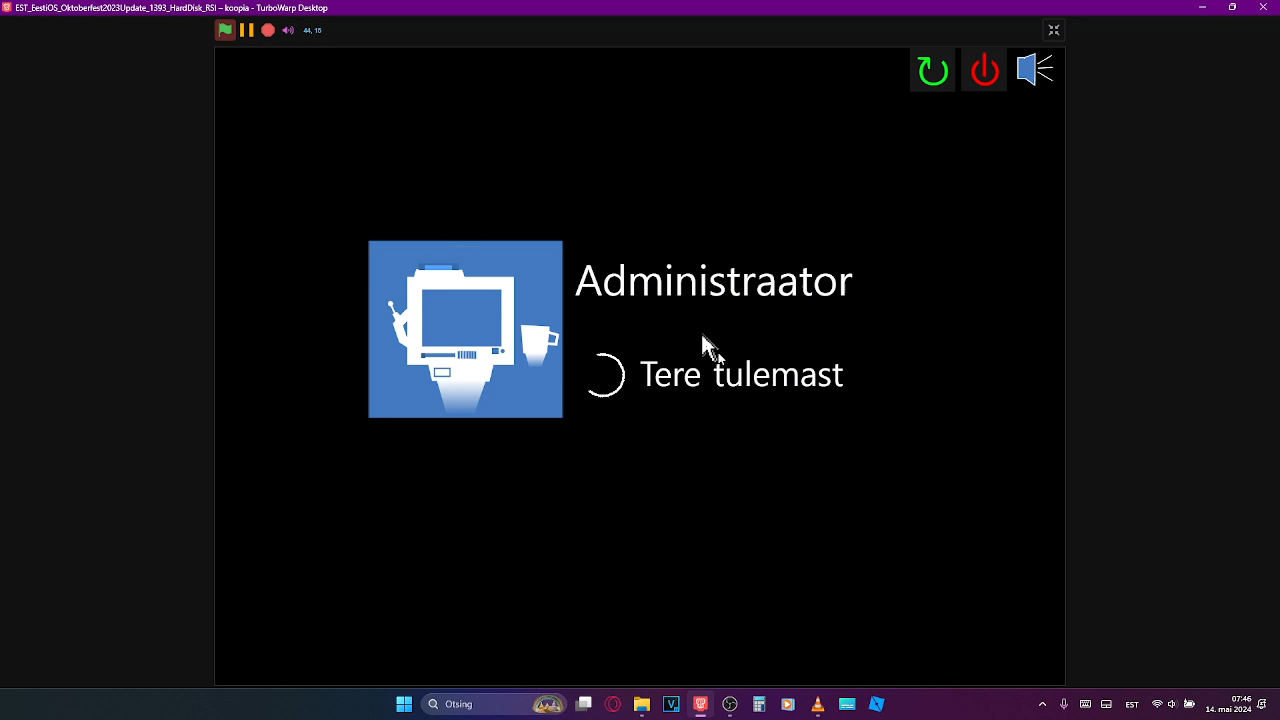 EST_EestiOS_Oktoberfest2023Update_1393_HardDisk_RSI – koopia - TurboWarp Desktop
44, 15
Administraator
Tere tulemast
Otsing
EST
07:46
14. mai 2024